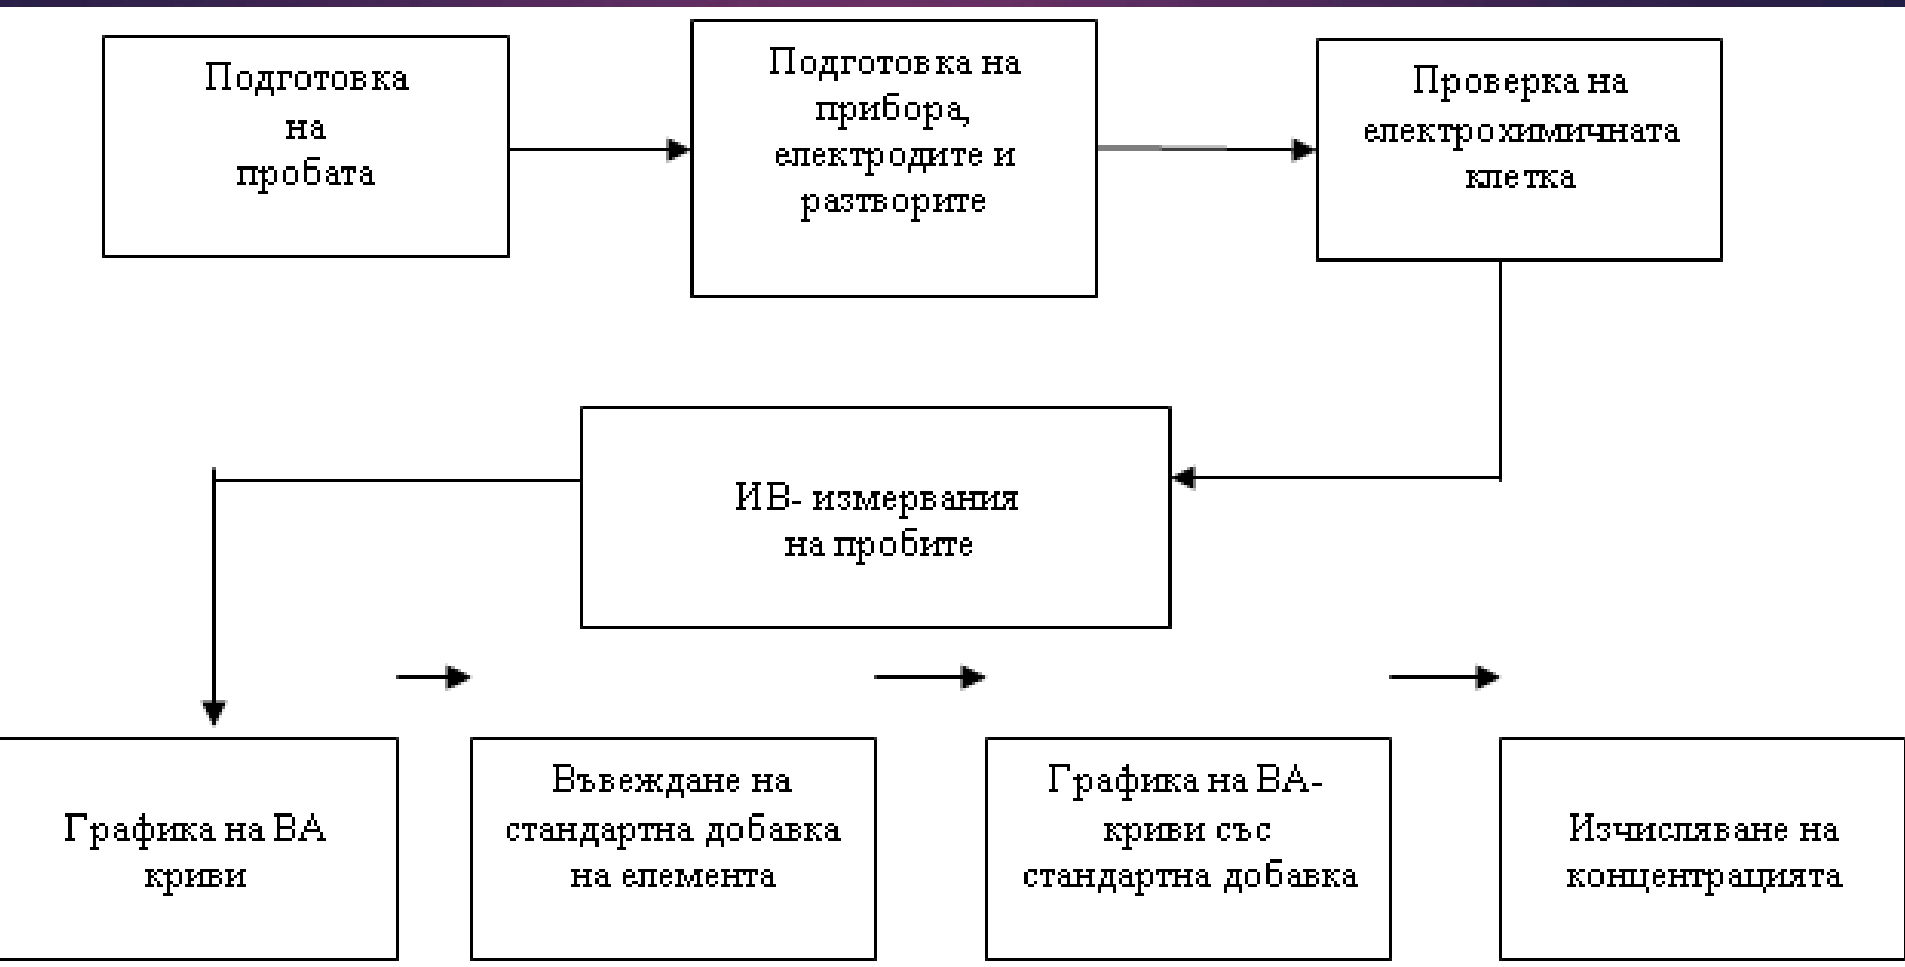 Подготовка
на
пробата
Подготовка на
прибора,
електродите и
разтворите
Проверка на
електрохимичната
клетка
ИВ- измервания
на пробите
Графика на ВА
криви
Въвеждане на
стандартна добавка
на елемента
Графика на ВА-
криви със
стандартна добавка
Изчисляване на
концентрацията